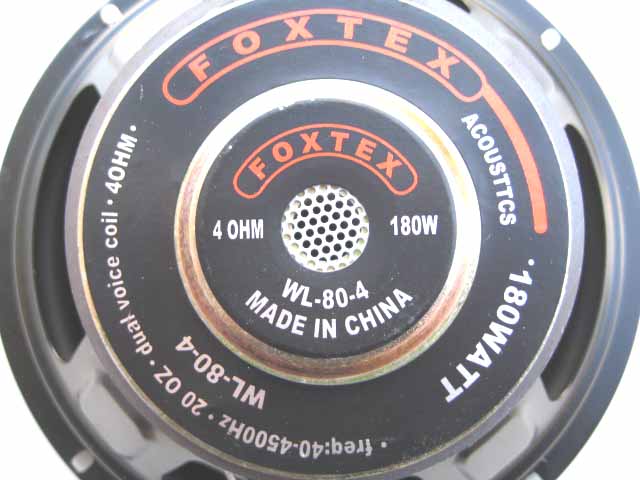 FOXTEX
ACOUSTTCS
·180WATT
FOXTEX
4 OHM
180W
WL-80-4
MADE IN CHINA
WL-80-4
· freq:40-4500Hz · 20 OZ · dual voice coil · 4OHM ·